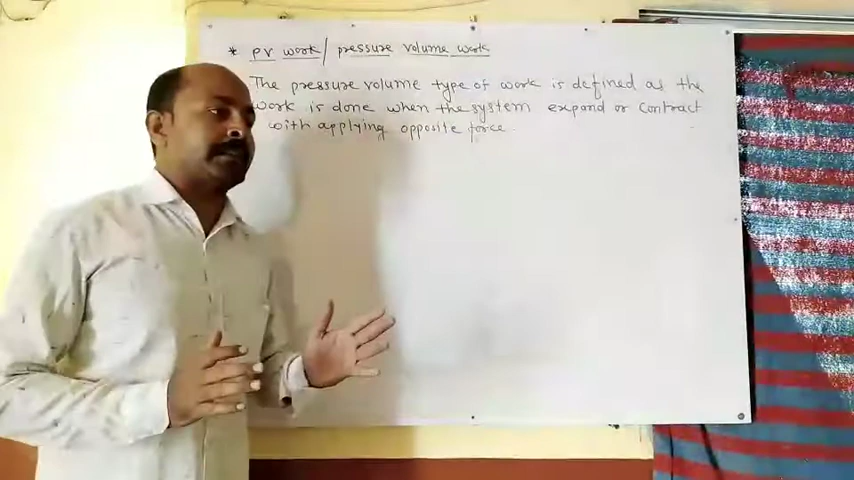 * PV work / pressure volume work
The pressure volume type of work is defined as the
work is done when the system expand or contract
with applying opposite force.